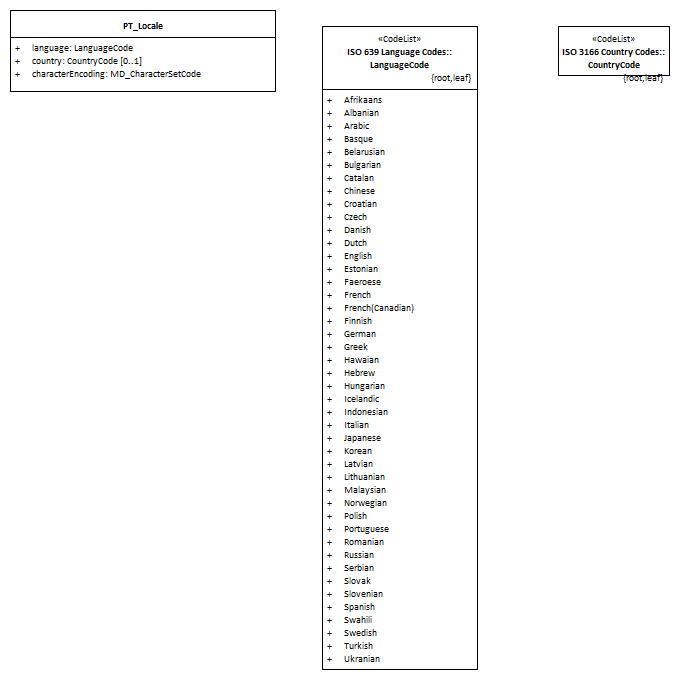 PT_Locale
+ language: LanguageCode
+ country: CountryCode [0..1]
+ characterEncoding: MD_CharacterSetCode
«CodeList»
ISO 639 Language Codes::
LanguageCode
{root,leaf}
+ Afrikaans
+ Albanian
+ Arabic
+ Basque
+ Belarusian
+ Bulgarian
+ Catalan
+ Chinese
+ Croatian
+ Czech
+ Danish
+ Dutch
+ English
+ Estonian
+ Faeroese
+ French
+ French(Canadian)
+ Finnish
+ German
+ Greek
+ Hawaian
+ Hebrew
+ Hungarian
+ Icelandic
+ Indonesian
+ Italian
+ Japanese
+ Korean
+ Latvian
+ Lithuanian
+ Malaysian
+ Norwegian
+ Polish
+ Portuguese
+ Romanian
+ Russian
+ Serbian
+ Slovak
+ Slovenian
+ Spanish
+ Swahili
+ Swedish
+ Turkish
+ Ukranian
«CodeList»
ISO 3166 Country Codes::
CountryCode
{root,leaf}